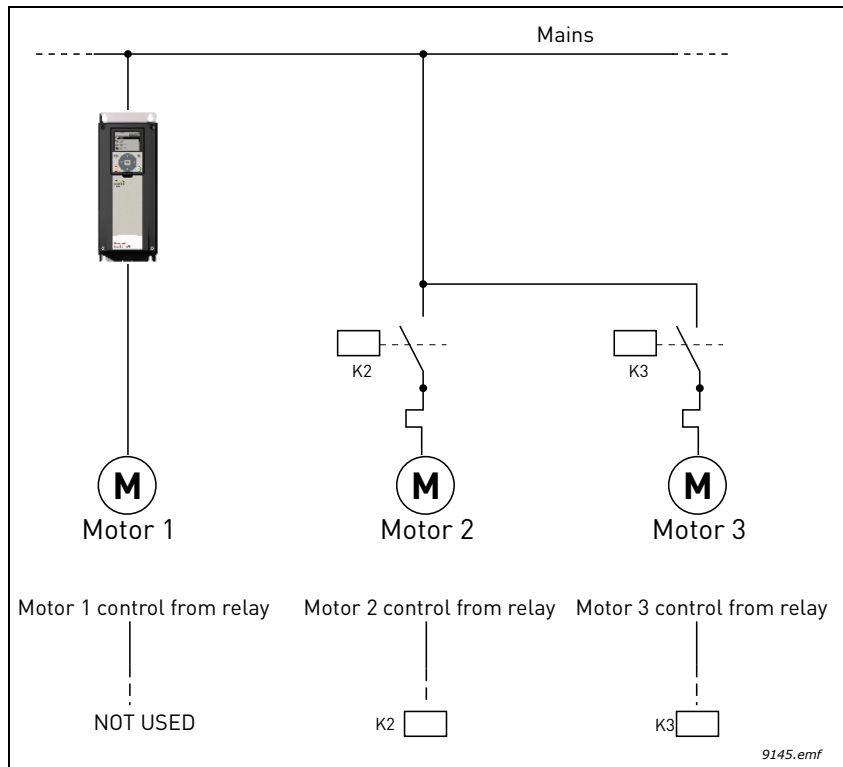 Mains
K2
K3
M
M
M
Motor 1
Motor 2
Motor 3
Motor 1 control from relay
Motor 2 control from relay
Motor 3 control from relay
NOT USED
K2
K3
9145.emf